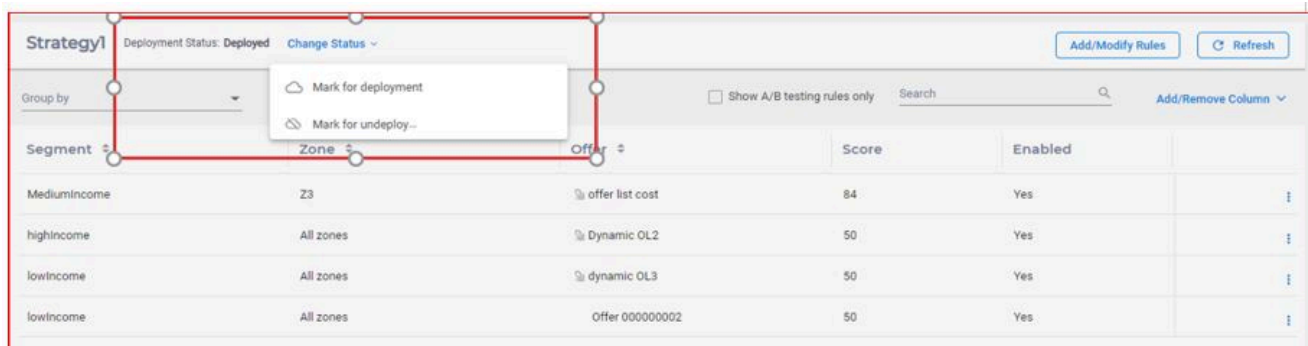 Strategy1 Deployment Status: Deployed Change Status Add/Modify Rules Refresh
Mark for deployment
Group by Show A/B testing rules only Search Add/Remove Column
Mark for undeploy...
Segment Zone Offer Score Enabled
MediumIncome Z3 offer list cost 84 Yes
highIncome All zones Dynamic OL2 50 Yes
lowIncome All zones dynamic OL3 50 Yes
lowIncome All zones Offer 000000002 50 Yes